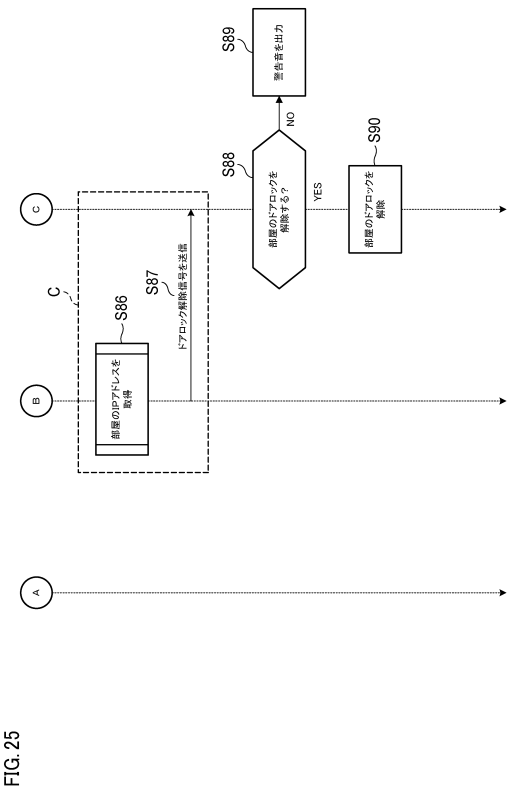 FIG. 25
A
B
C
C
S86
部屋のIPアドレスを
取得
S87
ドアロック解除信号を送信
S88
部屋のドアロックを
解除する？
NO
S89
警告音を出力
YES
S90
部屋のドアロックを
解除